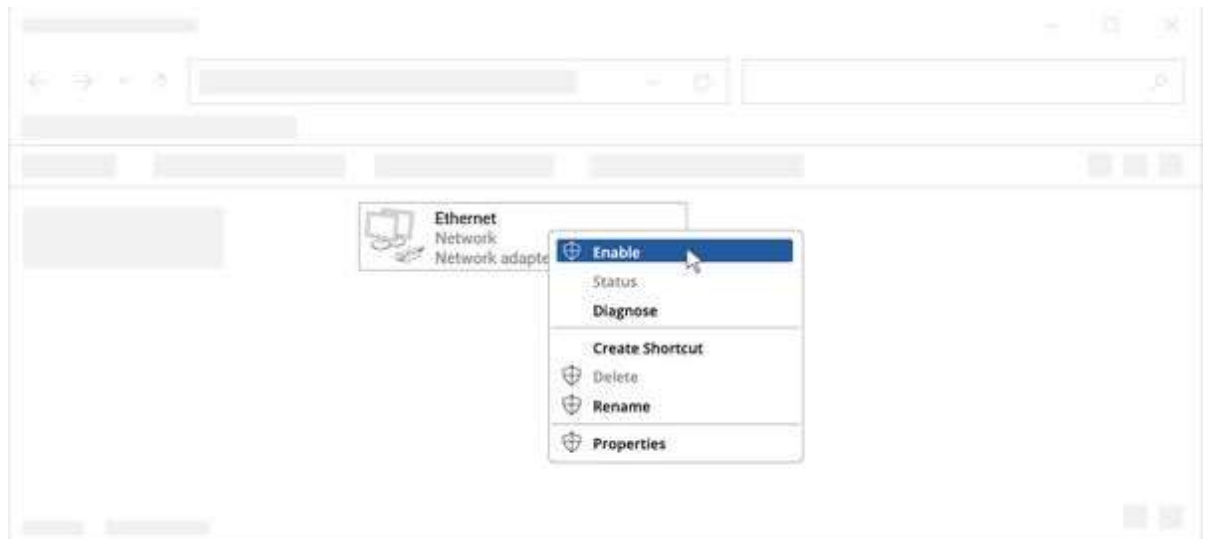 Ethernet
Network
Network adapte
Enable
Status
Diagnose
Create Shortcut
Delete
Rename
Properties